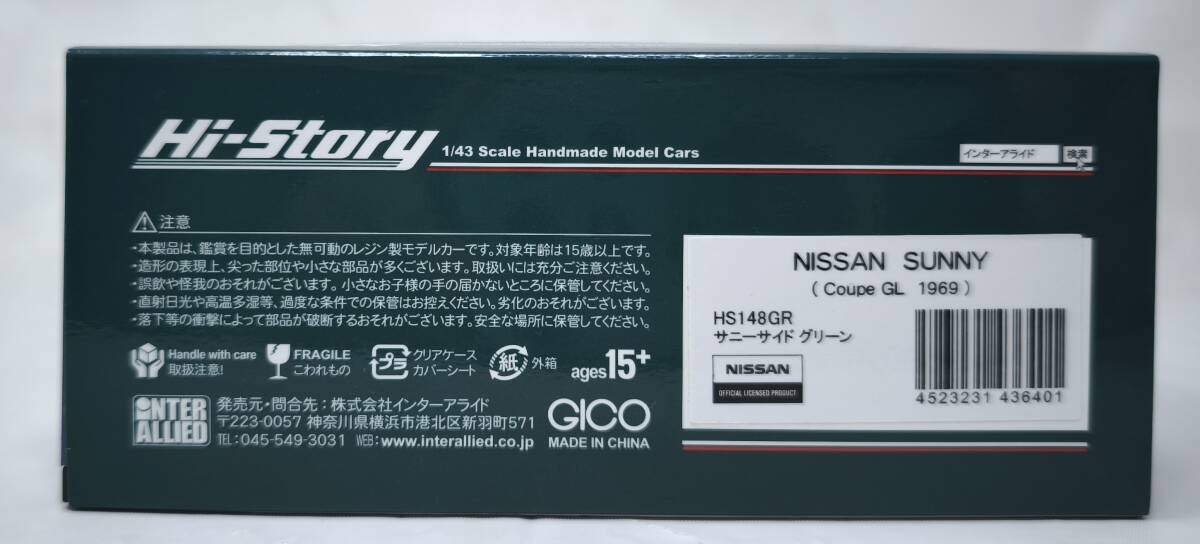 Hi-Story
1/43 Scale Handmade Model Cars
インターアライド 検索
注意
・本製品は、鑑賞を目的とした無可動のレジン製モデルカーです。対象年齢は15歳以上です。
・造形の表現上、尖った部位や小さな部品が多くございます。取扱いには充分ご注意ください。
・誤飲や怪我のおそれがございます。小さなお子様の手の届かないところに保管してください。
・直射日光や高温多湿等、過度な条件での保管はお控えください。劣化のおそれがございます。
・落下等の衝撃によって部品が破断するおそれがございます。安全な場所に保管してください。
Handle with care
取扱注意!
FRAGILE
こわれもの
プラ
クリアケース
カバーシート
紙
外箱
ages15+
INTER
ALLIED
発売元・問合先：株式会社インターアライド
〒223-0057 神奈川県横浜市港北区新羽町571
TEL:045-549-3031 WEB:www.interallied.co.jp
GICO
MADE IN CHINA
NISSAN SUNNY
( Coupe GL 1969 )
HS148GR
サニーサイド グリーン
NISSAN
OFFICIAL LICENSED PRODUCT
4523231 436401